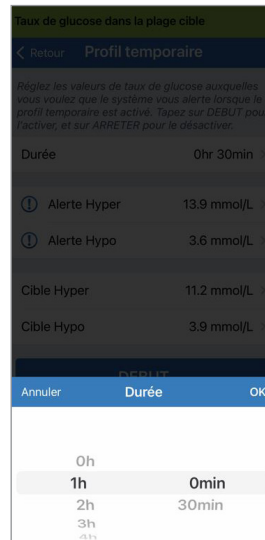 Taux de glucose dans la plage cible
Retour Profil temporaire
Réglez les valeurs de taux de glucose auxquelles
vous voulez que le système vous alerte lorsque le
profil temporaire est activé. Tapez sur DEBUT pou
l'activer, et sur ARRETER pour le désactiver.
Durée 0hr 30min
Alerte Hyper 13.9 mmol/L
Alerte Hypo 3.6 mmol/L
Cible Hyper 11.2 mmol/L
Cible Hypo 3.9 mmol/L
DEBUT
Annuler Durée OK
0h
1h 0min
2h 30min
3h
4h